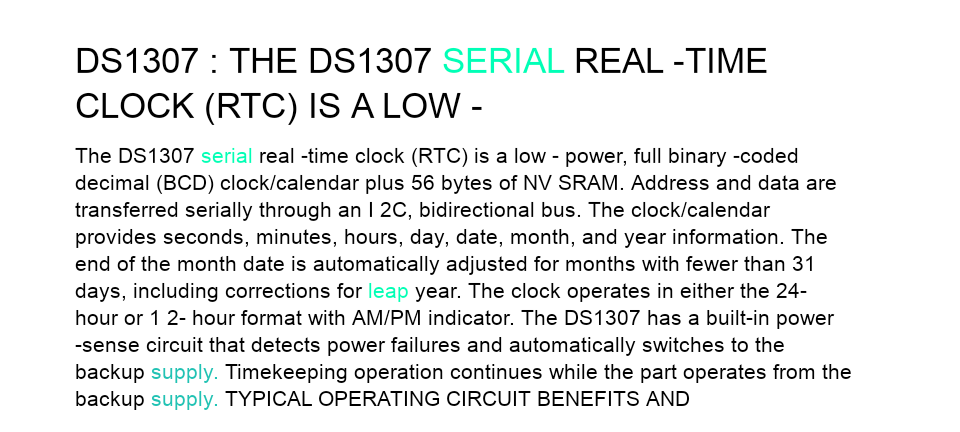 DS1307 : THE DS1307 SERIAL REAL -TIME
CLOCK (RTC) IS A LOW -
The DS1307 serial real -time clock (RTC) is a low - power, full binary -coded
decimal (BCD) clock/calendar plus 56 bytes of NV SRAM. Address and data are
transferred serially through an I 2C, bidirectional bus. The clock/calendar
provides seconds, minutes, hours, day, date, month, and year information. The
end of the month date is automatically adjusted for months with fewer than 31
days, including corrections for leap year. The clock operates in either the 24-
hour or 1 2- hour format with AM/PM indicator. The DS1307 has a built-in power
-sense circuit that detects power failures and automatically switches to the
backup supply. Timekeeping operation continues while the part operates from the
backup supply. TYPICAL OPERATING CIRCUIT BENEFITS AND